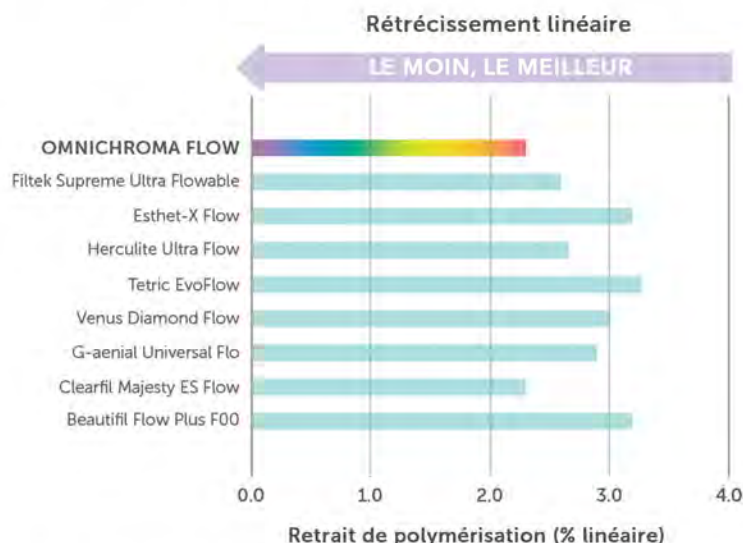 Rétrécissement linéaire
LE MOIN, LE MEILLEUR
OMNICHROMA FLOW
Filtek Supreme Ultra Flowable
Esthet-X Flow
Herculite Ultra Flow
Tetric EvoFlow
Venus Diamond Flow
G-aenial Universal Flo
Clearfil Majesty ES Flow
Beautifil Flow Plus F00
0.0 1.0 2.0 3.0 4.0
Retrait de polymérisation (% linéaire)